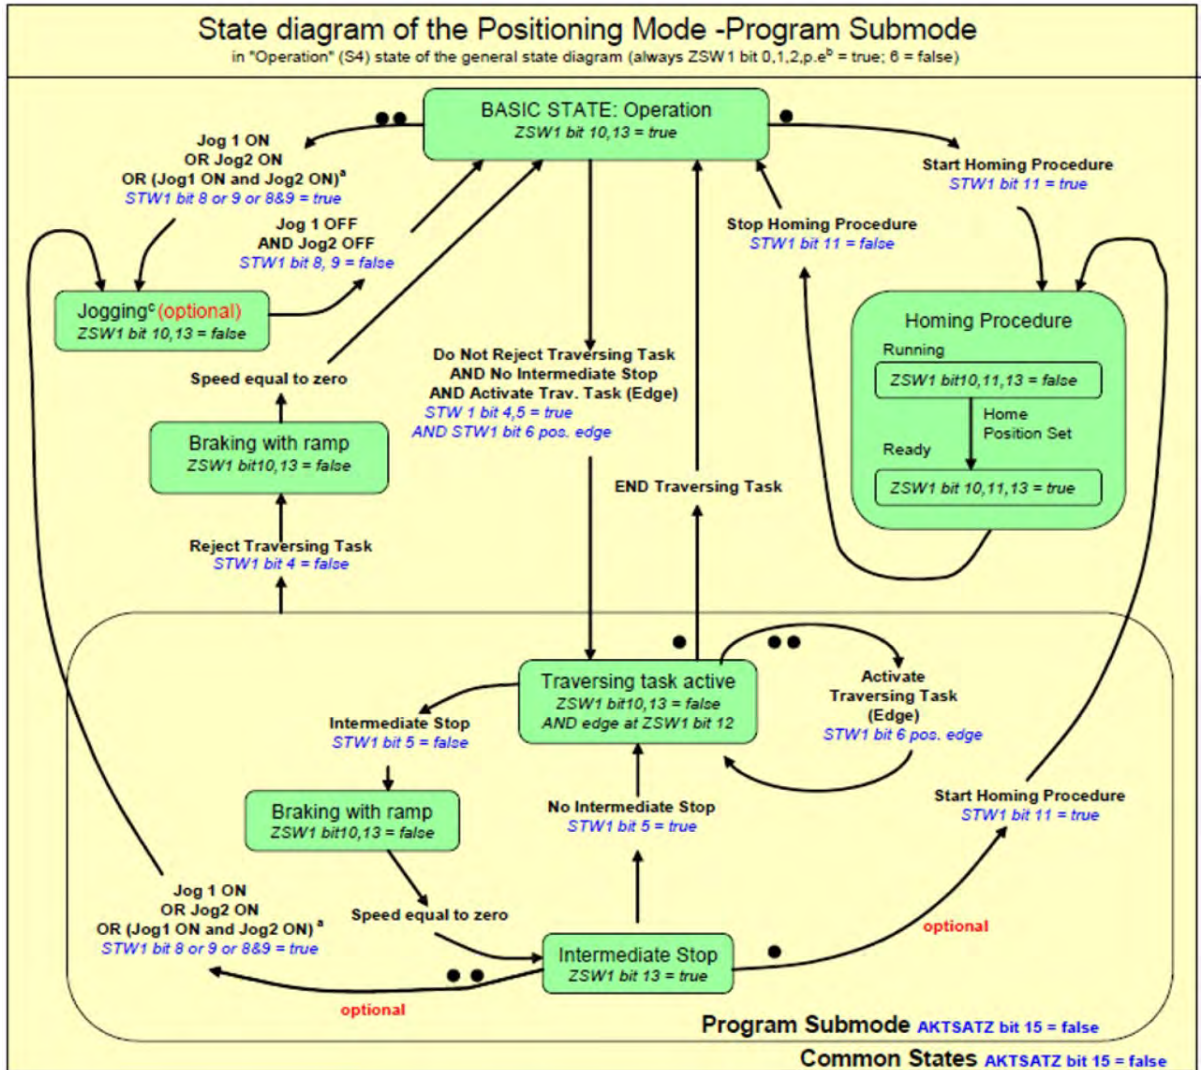 State diagram of the Positioning Mode -Program Submode
in "Operation" (S4) state of the general state diagram (always ZSW1 bit 0,1,2,p.eᵇ = true; 6 = false)
BASIC STATE: Operation
ZSW1 bit 10,13 = true
Jog 1 ON
OR Jog2 ON
OR (Jog1 ON and Jog2 ON)ᵃ
STW1 bit 8 or 9 or 8&9 = true
Start Homing Procedure
STW1 bit 11 = true
Jog 1 OFF
AND Jog2 OFF
STW1 bit 8, 9 = false
Stop Homing Procedure
STW1 bit 11 = false
Joggingᶜ (optional)
ZSW1 bit 10,13 = false
Homing Procedure
Running
ZSW1 bit10,11,13 = false
Home
Position Set
Ready
ZSW1 bit 10,11,13 = true
Speed equal to zero
Do Not Reject Traversing Task
AND No Intermediate Stop
AND Activate Trav. Task (Edge)
STW 1 bit 4,5 = true
AND STW1 bit 6 pos. edge
Braking with ramp
ZSW1 bit10,13 = false
END Traversing Task
Reject Traversing Task
STW1 bit 4 = false
Traversing task active
ZSW1 bit10,13 = false
AND edge at ZSW1 bit 12
Activate
Traversing Task
(Edge)
STW1 bit 6 pos. edge
Intermediate Stop
STW1 bit 5 = false
Braking with ramp
ZSW1 bit10,13 = false
No Intermediate Stop
STW1 bit 5 = true
Start Homing Procedure
STW1 bit 11 = true
Jog 1 ON
OR Jog2 ON
OR (Jog1 ON and Jog2 ON) ᵃ
STW1 bit 8 or 9 or 8&9 = true
Speed equal to zero
optional
Intermediate Stop
ZSW1 bit 13 = true
optional
Program Submode AKTSATZ bit 15 = false
Common States AKTSATZ bit 15 = false